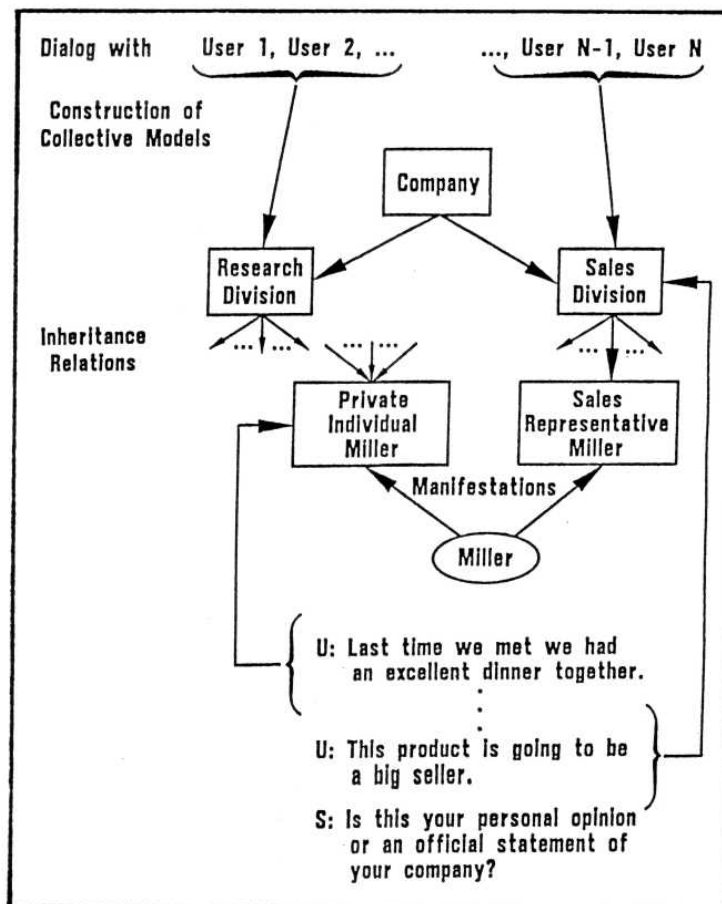 Dialog with User 1, User 2, ... ..., User N-1, User N
Construction of
Collective Models
Company
Research
Division
Sales
Division
Inheritance
Relations
... ...
... ...
... ...
Private
Individual
Miller
Sales
Representative
Miller
Manifestations
Miller
U: Last time we met we had
an excellent dinner together.
U: This product is going to be
a big seller.
S: Is this your personal opinion
or an official statement of
your company?